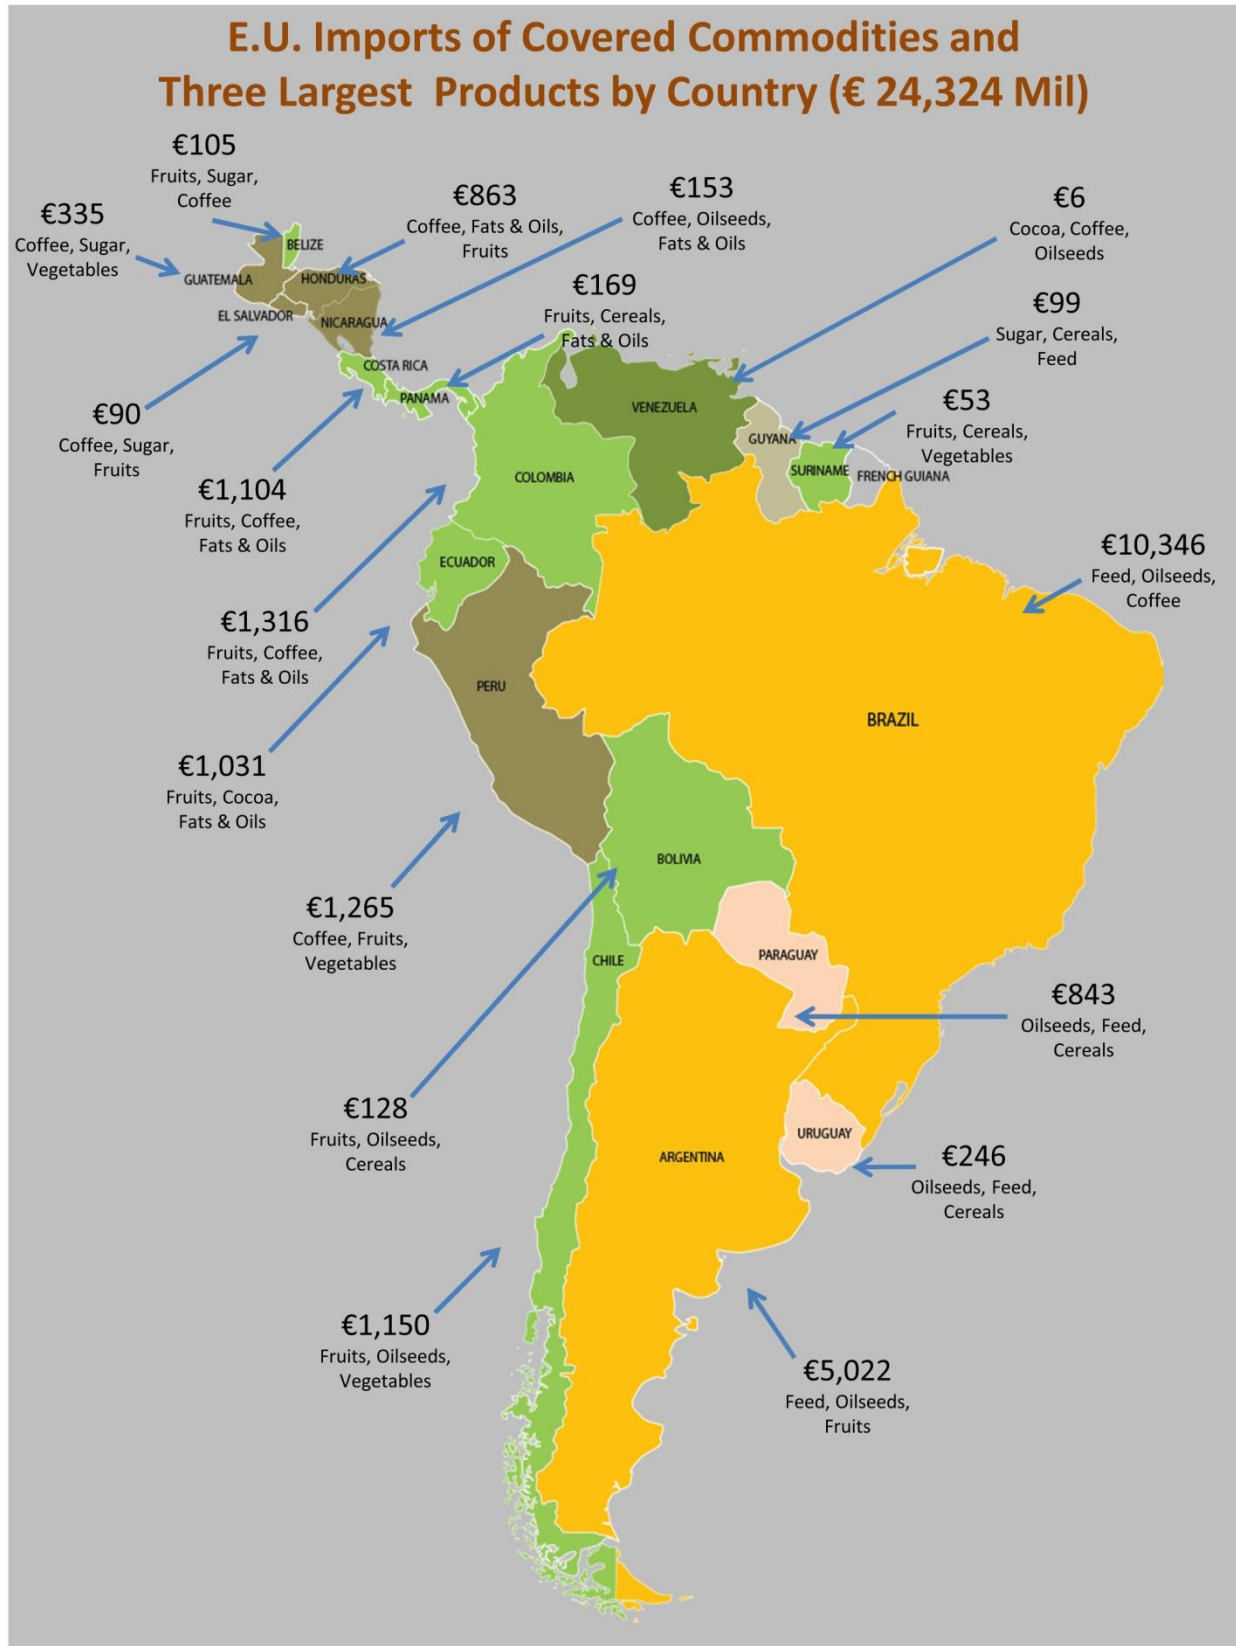 E.U. Imports of Covered Commodities and
Three Largest Products by Country (€ 24,324 Mil)
€105
Fruits, Sugar,
Coffee
€335
Coffee, Sugar,
Vegetables
€863
Coffee, Fats & Oils,
Fruits
€153
Coffee, Oilseeds,
Fats & Oils
€6
Cocoa, Coffee,
Oilseeds
€169
Fruits, Cereals,
Fats & Oils
€99
Sugar, Cereals,
Feed
€53
Fruits, Cereals,
Vegetables
BELIZE
GUATEMALA
HONDURAS
EL SALVADOR
NICARAGUA
COSTA RICA
PANAMA
VENEZUELA
GUYANA
SURINAME
FRENCH GUIANA
COLOMBIA
€90
Coffee, Sugar,
Fruits
€1,104
Fruits, Coffee,
Fats & Oils
ECUADOR
€10,346
Feed, Oilseeds,
Coffee
€1,316
Fruits, Coffee,
Fats & Oils
PERU
BRAZIL
€1,031
Fruits, Cocoa,
Fats & Oils
BOLIVIA
€1,265
Coffee, Fruits,
Vegetables
CHILE
PARAGUAY
€843
Oilseeds, Feed,
Cereals
€128
Fruits, Oilseeds,
Cereals
URUGUAY
ARGENTINA
€246
Oilseeds, Feed,
Cereals
€1,150
Fruits, Oilseeds,
Vegetables
€5,022
Feed, Oilseeds,
Fruits